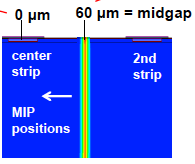 0 µm
60 µm = midgap
center
strip
2nd
strip
MIP
positions